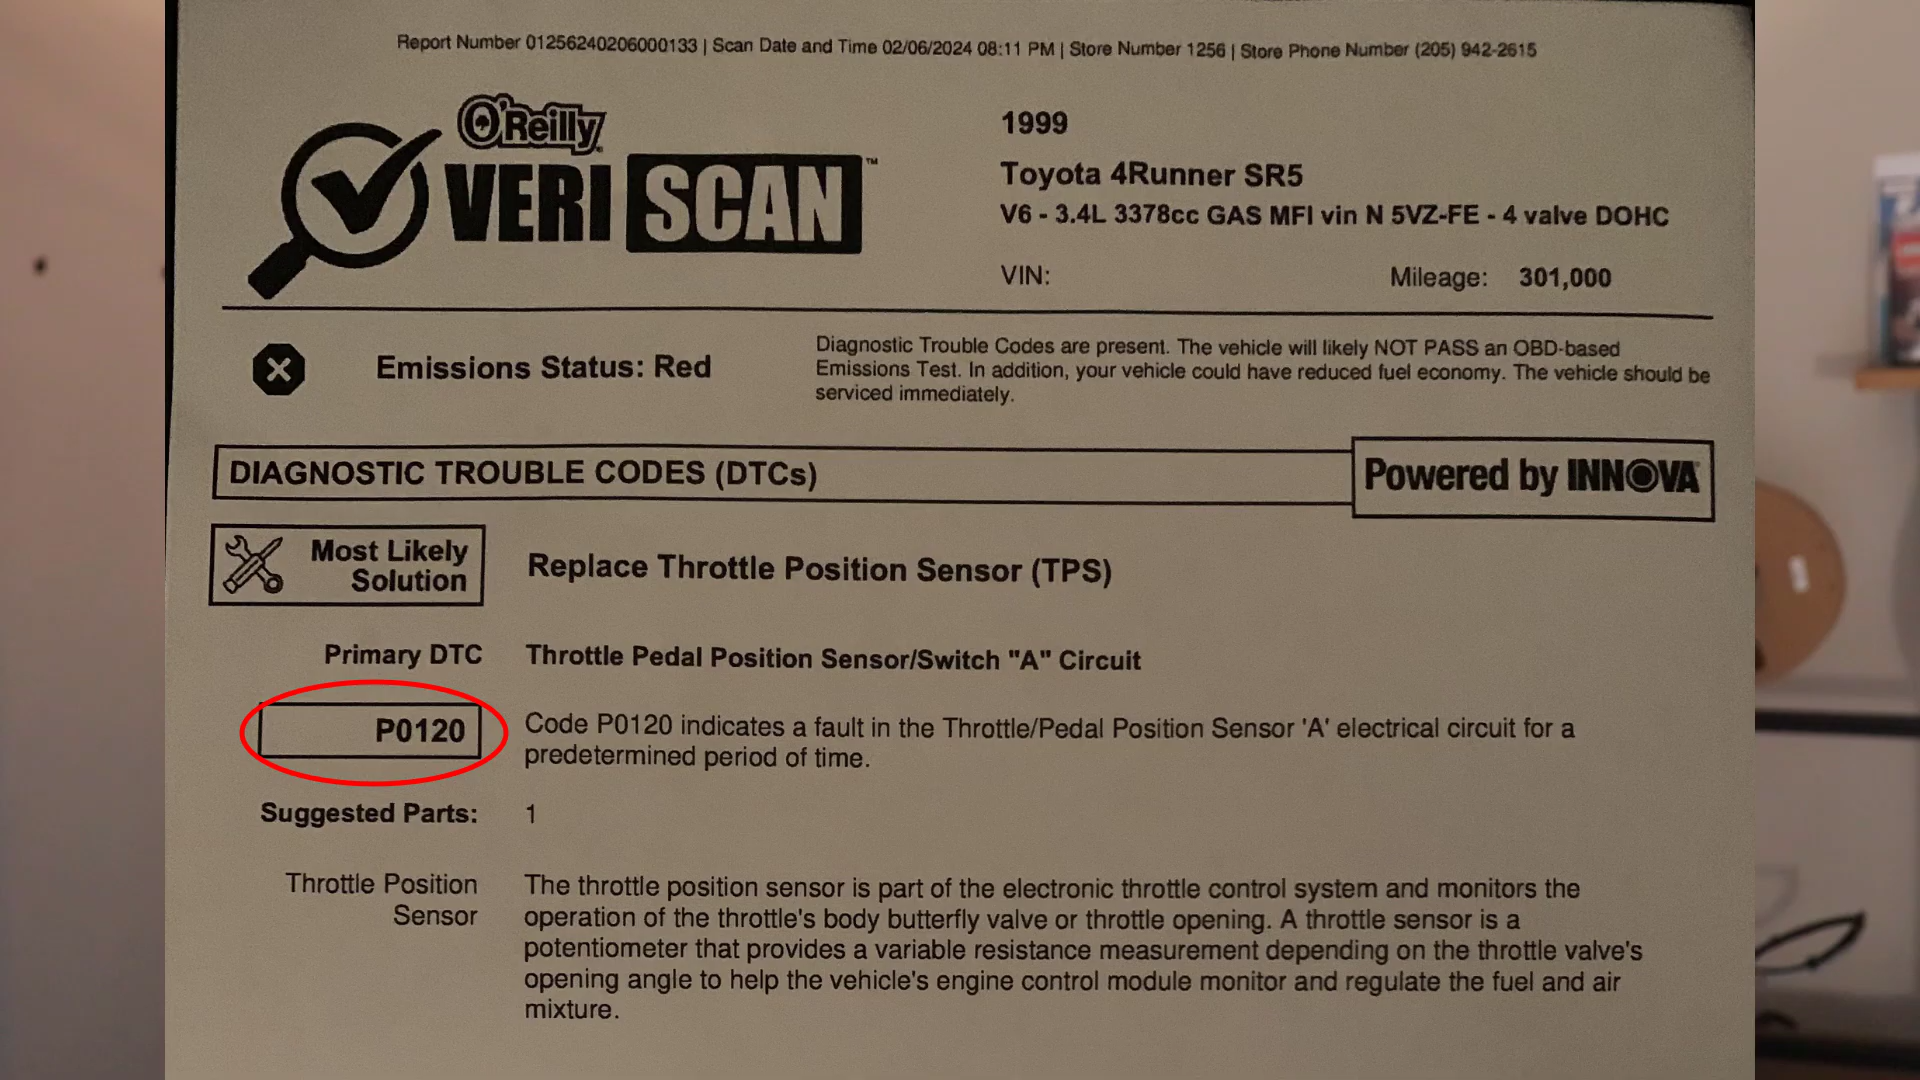 Report Number 01256240206000133 | Scan Date and Time 02/06/2024 08:11 PM | Store Number 1256 | Store Phone Number (205) 942-2615
O'Reilly
VERISCAN™
1999
Toyota 4Runner SR5
V6 - 3.4L 3378cc GAS MFI vin N 5VZ-FE - 4 valve DOHC
VIN:
Mileage: 301,000
Emissions Status: Red
Diagnostic Trouble Codes are present. The vehicle will likely NOT PASS an OBD-based
Emissions Test. In addition, your vehicle could have reduced fuel economy. The vehicle should be
serviced immediately.
DIAGNOSTIC TROUBLE CODES (DTCs)
Powered by INNOVA
Most Likely
Solution
Replace Throttle Position Sensor (TPS)
Primary DTC
Throttle Pedal Position Sensor/Switch "A" Circuit
P0120
Code P0120 indicates a fault in the Throttle/Pedal Position Sensor 'A' electrical circuit for a
predetermined period of time.
Suggested Parts: 1
Throttle Position
Sensor
The throttle position sensor is part of the electronic throttle control system and monitors the
operation of the throttle's body butterfly valve or throttle opening. A throttle sensor is a
potentiometer that provides a variable resistance measurement depending on the throttle valve's
opening angle to help the vehicle's engine control module monitor and regulate the fuel and air
mixture.